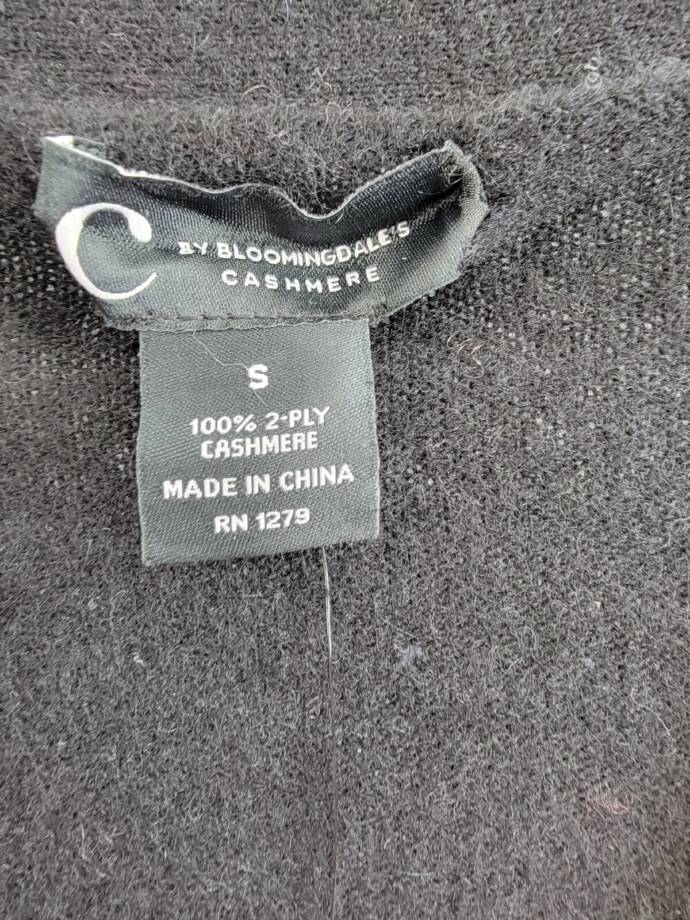 C BY BLOOMINGDALE'S
CASHMERE
S
100% 2-PLY
CASHMERE
MADE IN CHINA
RN 1279